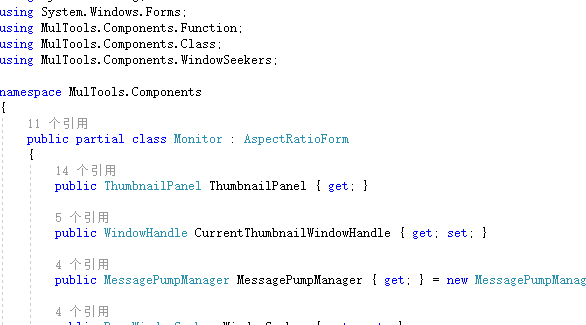 using System.Windows.Forms;
using MulTools.Components.Function;
using MulTools.Components.Class;
using MulTools.Components.WindowSeekers;
namespace MulTools.Components
{
11 个引用
public partial class Monitor : AspectRatioForm
{
14 个引用
public ThumbnailPanel ThumbnailPanel { get; }
5 个引用
public WindowHandle CurrentThumbnailWindowHandle { get; set; }
4 个引用
public MessagePumpManager MessagePumpManager { get; } = new MessagePumpManag
4 个引用